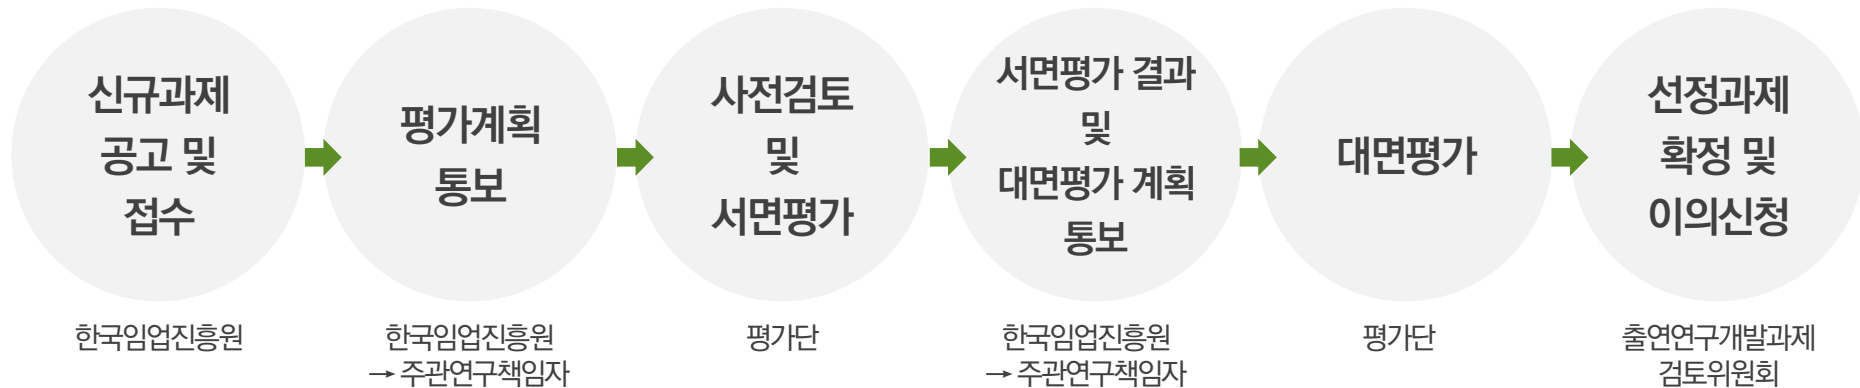 신규과제
공고 및
접수
한국임업진흥원
평가계획
통보
한국임업진흥원
→ 주관연구책임자
사전검토
및
서면평가
평가단
서면평가 결과
및
대면평가 계획
통보
한국임업진흥원
→ 주관연구책임자
대면평가
평가단
선정과제
확정 및
이의신청
출연연구개발과제
검토위원회